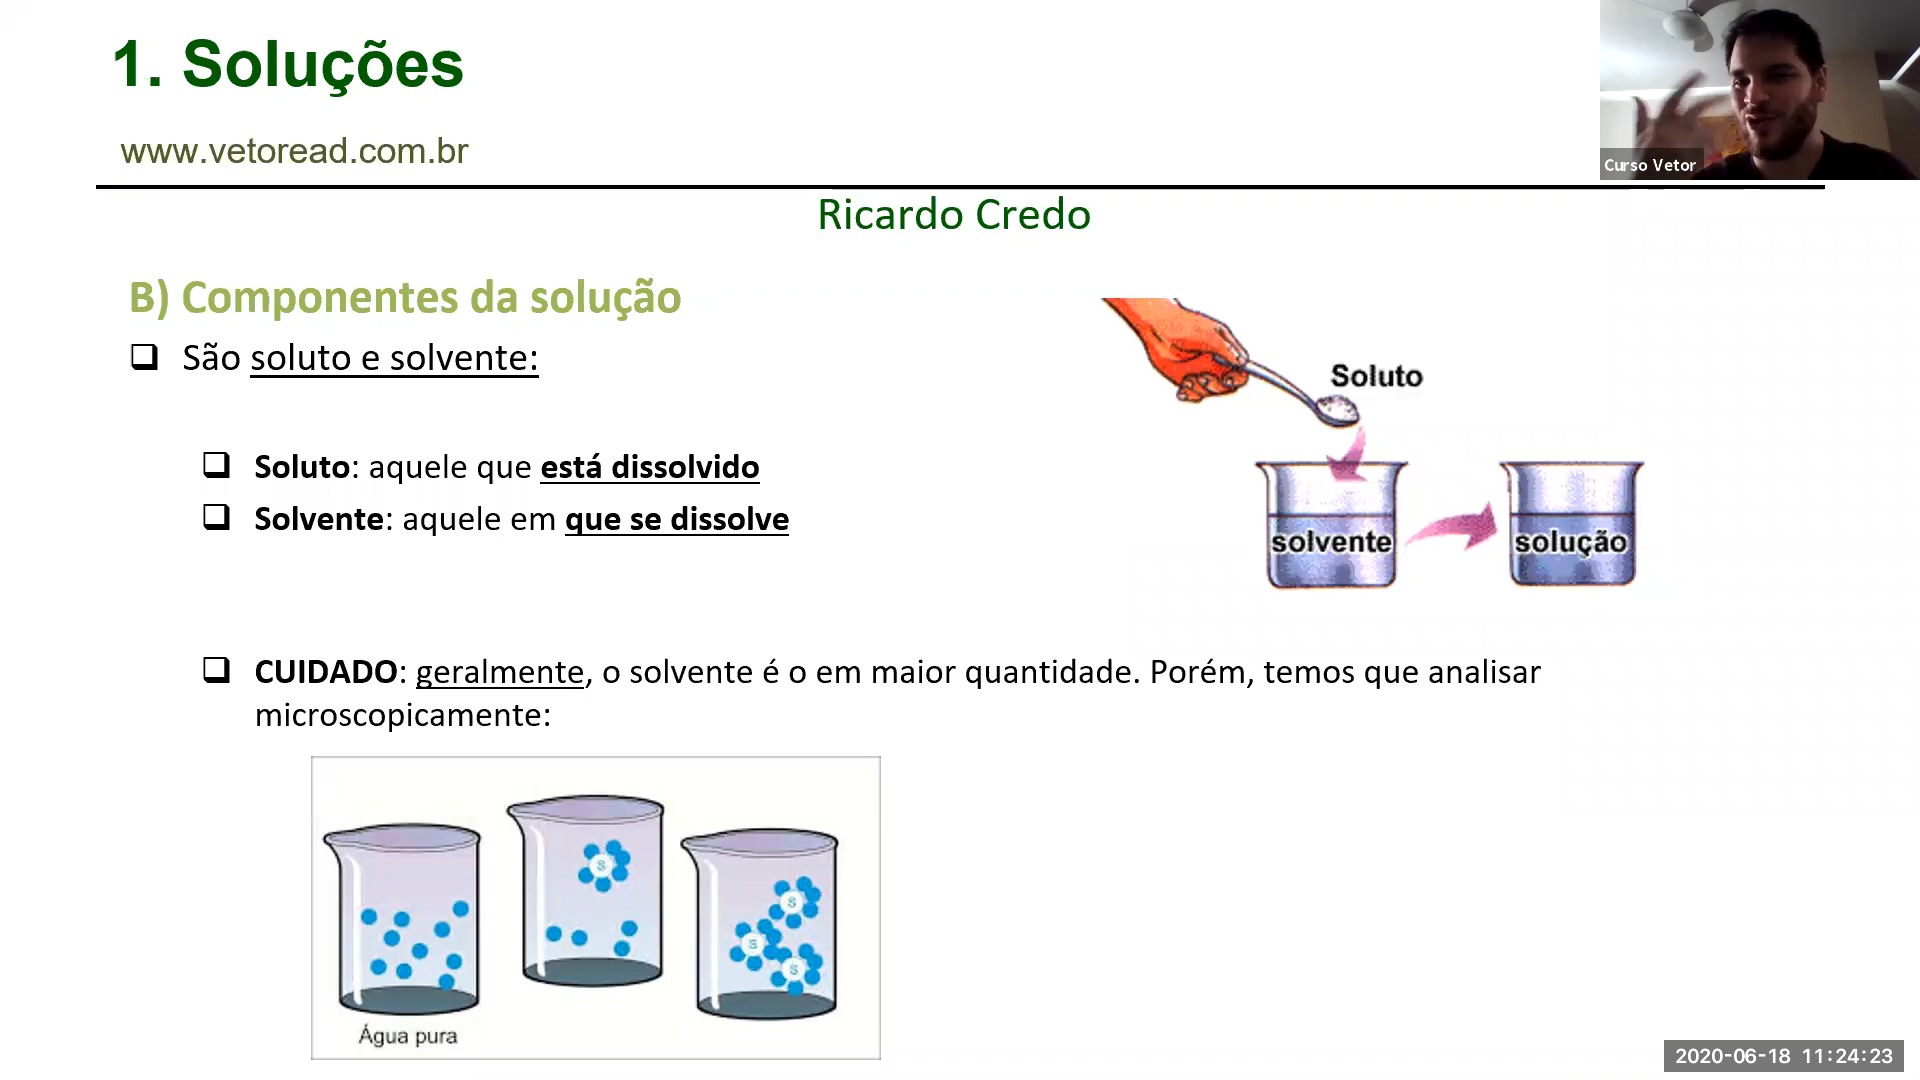 1. Soluções
www.vetoread.com.br
Curso Vetor
Ricardo Credo
B) Componentes da solução
São soluto e solvente:
Soluto
Soluto: aquele que está dissolvido
Solvente: aquele em que se dissolve
solvente
solução
CUIDADO: geralmente, o solvente é o em maior quantidade. Porém, temos que analisar
microscopicamente:
S
S
S
S
Água pura
2020-06-18 11:24:23